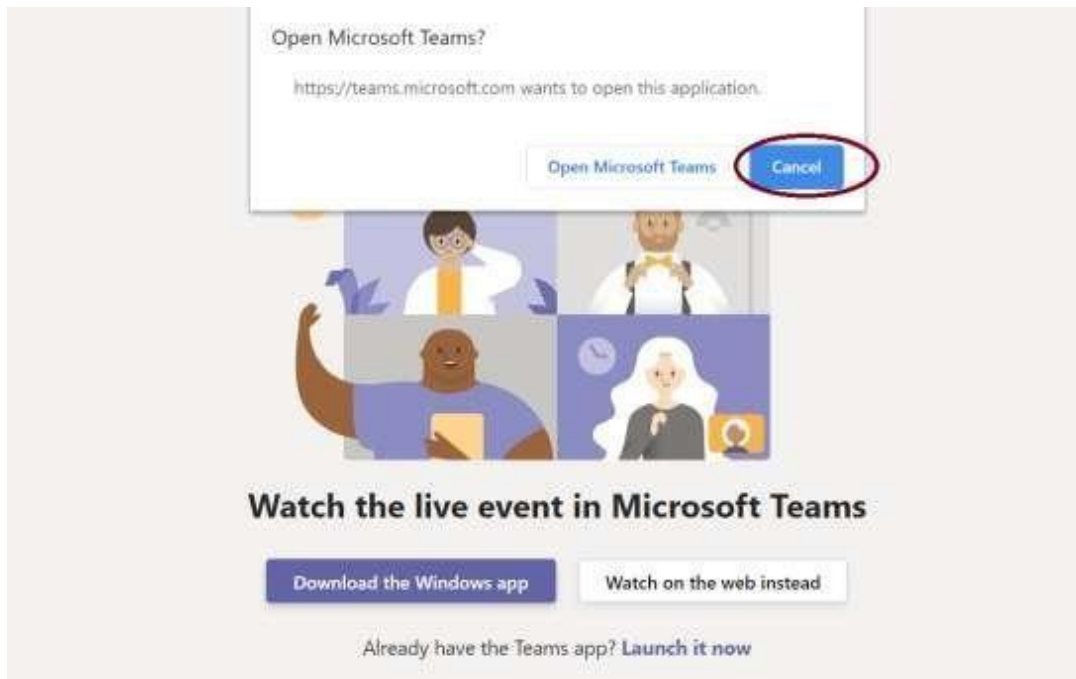 Open Microsoft Teams?
https://teams.microsoft.com wants to open this application.
Open Microsoft Teams
Cancel
Watch the live event in Microsoft Teams
Download the Windows app
Watch on the web instead
Already have the Teams app? Launch it now